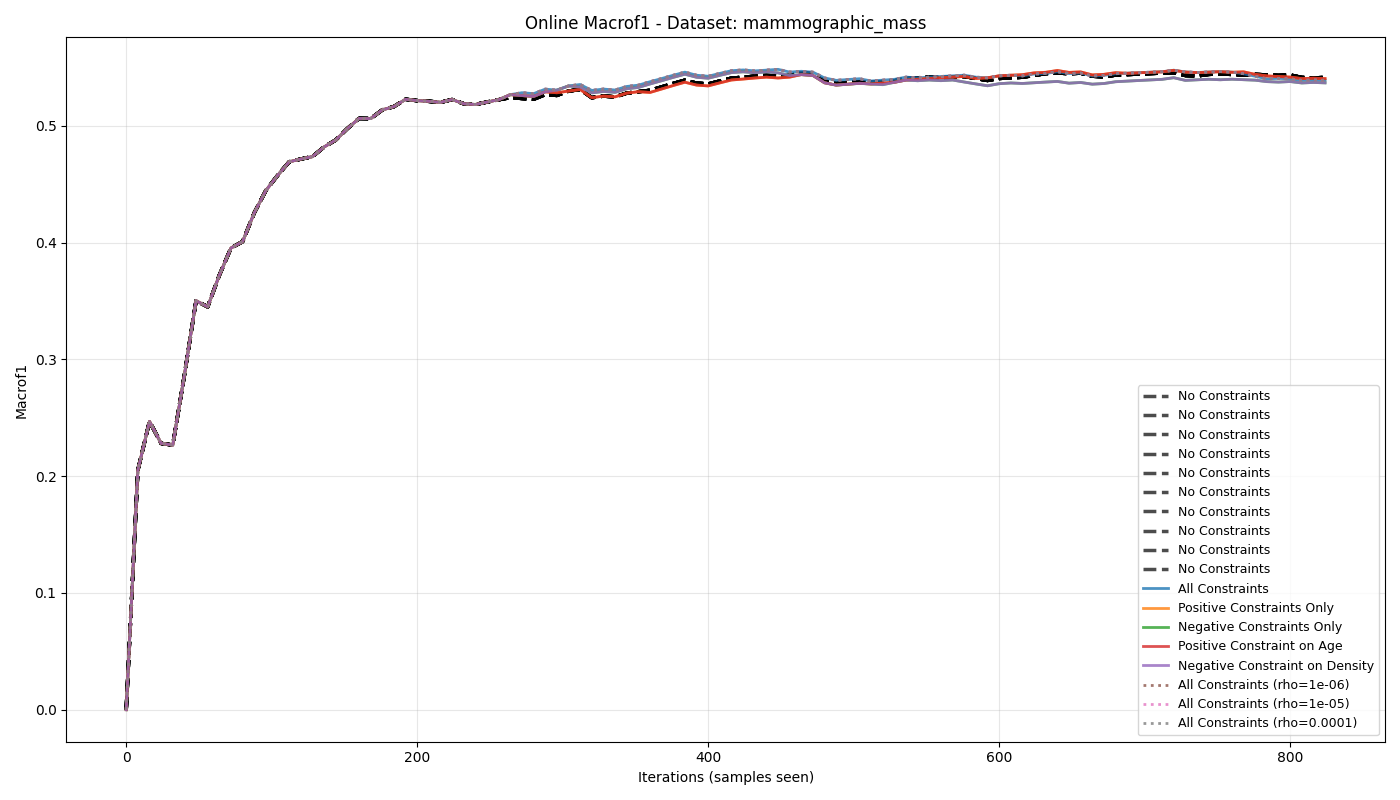 Online Macrof1 - Dataset: mammographic_mass
Macrof1
0.5
0.4
0.3
0.2
0.1
0.0
0 200 400 600 800
Iterations (samples seen)
No Constraints
No Constraints
No Constraints
No Constraints
No Constraints
No Constraints
No Constraints
No Constraints
No Constraints
No Constraints
All Constraints
Positive Constraints Only
Negative Constraints Only
Positive Constraint on Age
Negative Constraint on Density
All Constraints (rho=1e-06)
All Constraints (rho=1e-05)
All Constraints (rho=0.0001)